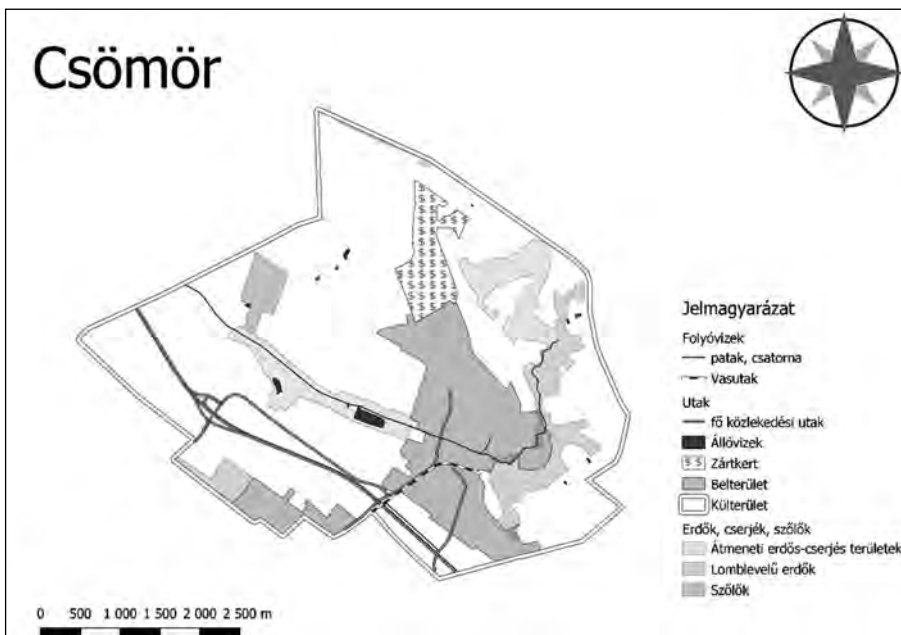 Csömör
Jelmagyarázat
Folyóvizek
patak, csatorna
Vasutak
Utak
fő közlekedési utak
Állóvizek
Zártkert
Belterület
Külterület
Erdők, cserjék, szőlők
Átmeneti erdős-cserjés területek
Lomblevelű erdők
Szőlők
0 500 1 000 1 500 2 000 2 500 m